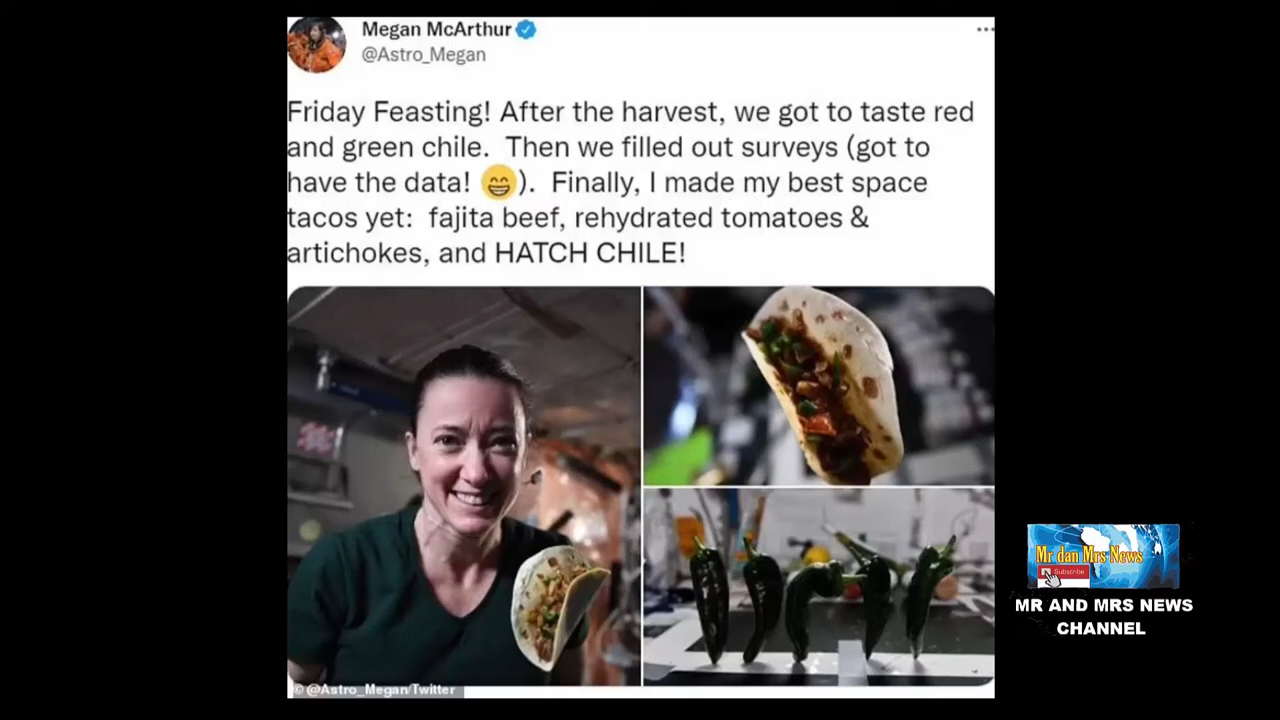 Megan McArthur
@Astro_Megan
Friday Feasting! After the harvest, we got to taste red
and green chile. Then we filled out surveys (got to
have the data! 😁). Finally, I made my best space
tacos yet: fajita beef, rehydrated tomatoes &
artichokes, and HATCH CHILE!
© @Astro_Megan/Twitter
Mr dan Mrs News
Subscribe
MR AND MRS NEWS
CHANNEL